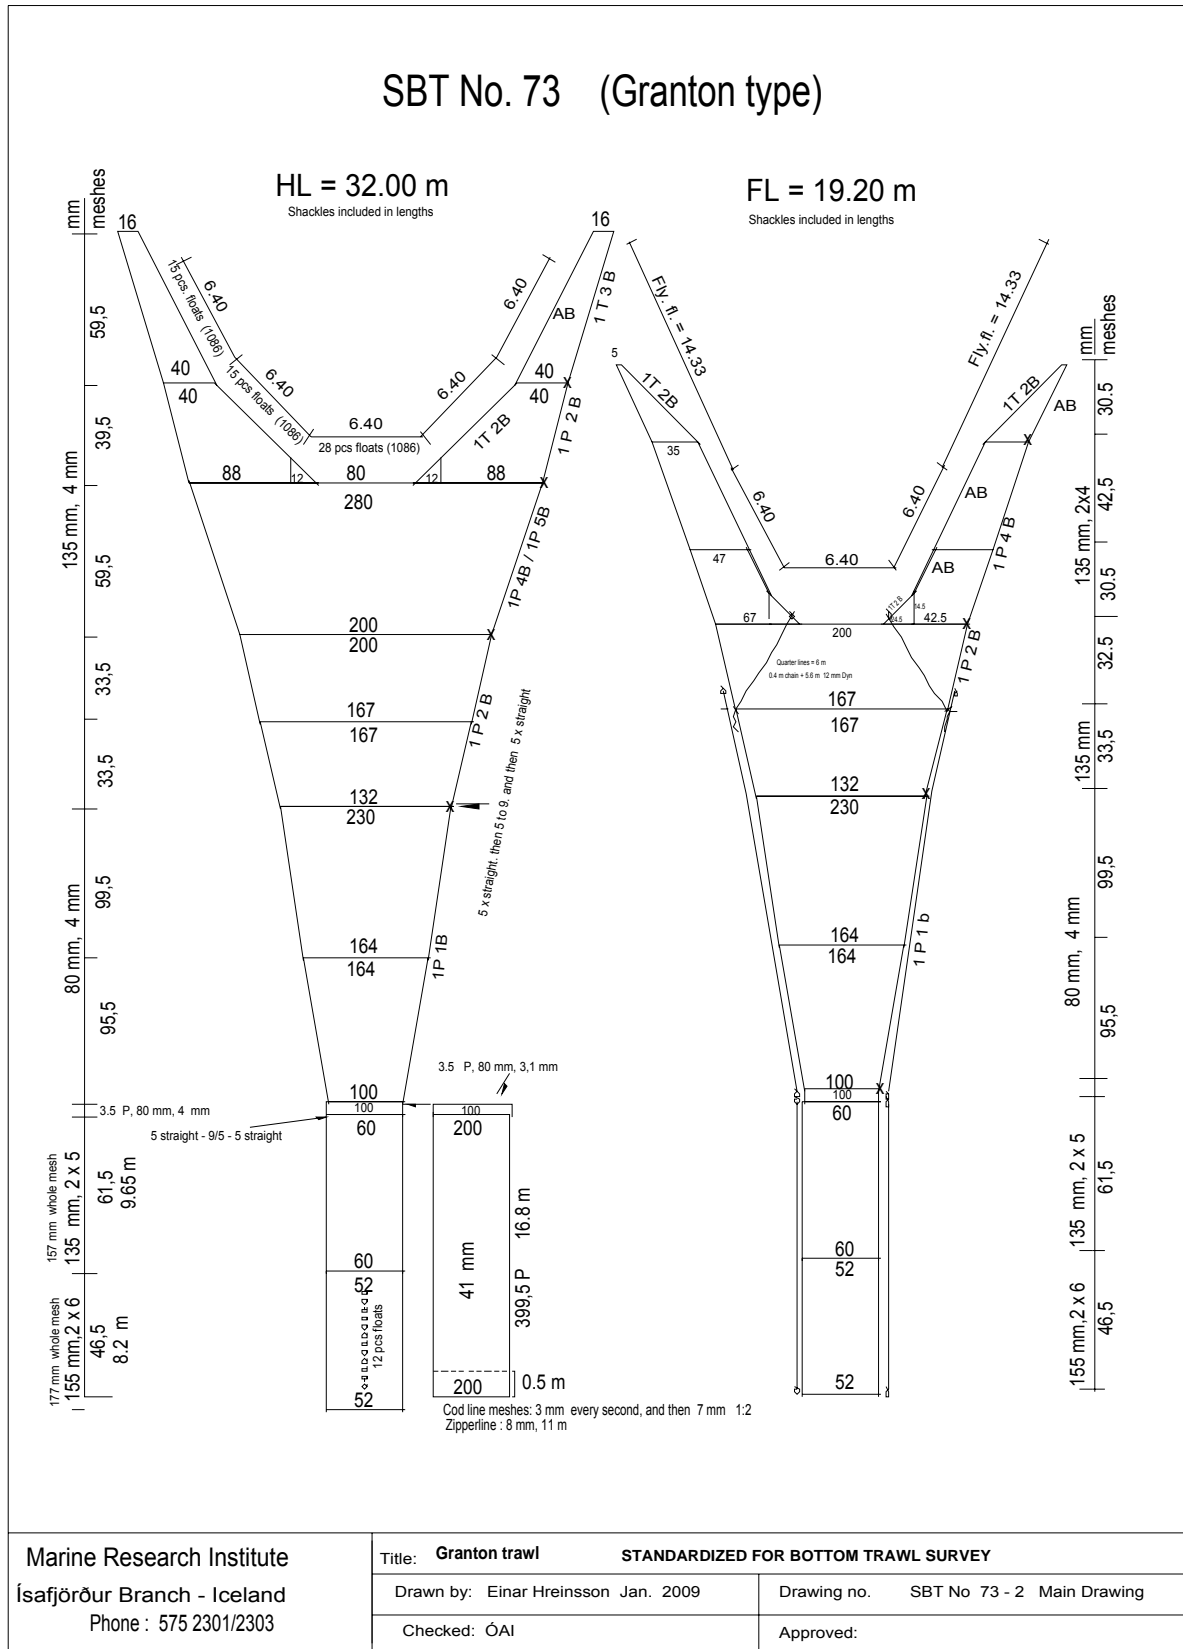 SBT No. 73 (Granton type)
HL = 32.00 m
Shackles included in lengths
FL = 19.20 m
Shackles included in lengths
mm
meshes
16
16
15 pcs. floats (1086)
6.40
6.40
59,5
AB
1 T 3 B
40
40
6.40
15 pcs floats (1086)
6.40
40
40
39,5
6.40
28 pcs floats (1086)
1T 2B
1 P 2 B
88
12
80
12
88
280
135 mm, 4 mm
59,5
1P 4B / 1P 5B
200
200
33,5
1 P 2 B
167
167
33,5
132
230
5 x straight. then 5 to 9. and then 5 x straight
80 mm, 4 mm
99,5
164
164
1P 1B
95,5
3.5 P, 80 mm, 3,1 mm
100
3.5 P, 80 mm, 4 mm
100
100
5 straight - 9/5 - 5 straight
60
200
157 mm whole mesh
135 mm, 2 x 5
61,5
9.65 m
16.8 m
60
52
41 mm
399,5 P
177 mm whole mesh
155 mm,2 x 6
46,5
8.2 m
12 pcs floats
200
0.5 m
52
Cod line meshes: 3 mm every second, and then 7 mm 1:2
Zipperline : 8 mm, 11 m
Fly. fl. = 14.33
Fly.fl. = 14.33
mm
meshes
5
1T 2B
1T 2B
AB
30.5
35
6.40
6.40
AB
42,5
135 mm, 2x4
47
6.40
AB
1 P 4 B
30.5
1T 2 B
14.5
67
24.5
42.5
200
Quarter lines = 6 m
0.4 m chain + 5.6 m 12 mm Dyn
1 P 2 B
32.5
167
167
135 mm
33,5
132
230
99,5
80 mm, 4 mm
164
164
1 P 1 b
95,5
100
100
60
135 mm, 2 x 5
61,5
60
52
155 mm,2 x 6
46,5
52
Marine Research Institute
Ísafjörður Branch - Iceland
Phone : 575 2301/2303
Title: Granton trawl STANDARDIZED FOR BOTTOM TRAWL SURVEY
Drawn by: Einar Hreinsson Jan. 2009
Drawing no. SBT No 73 - 2 Main Drawing
Checked: ÓAI
Approved: